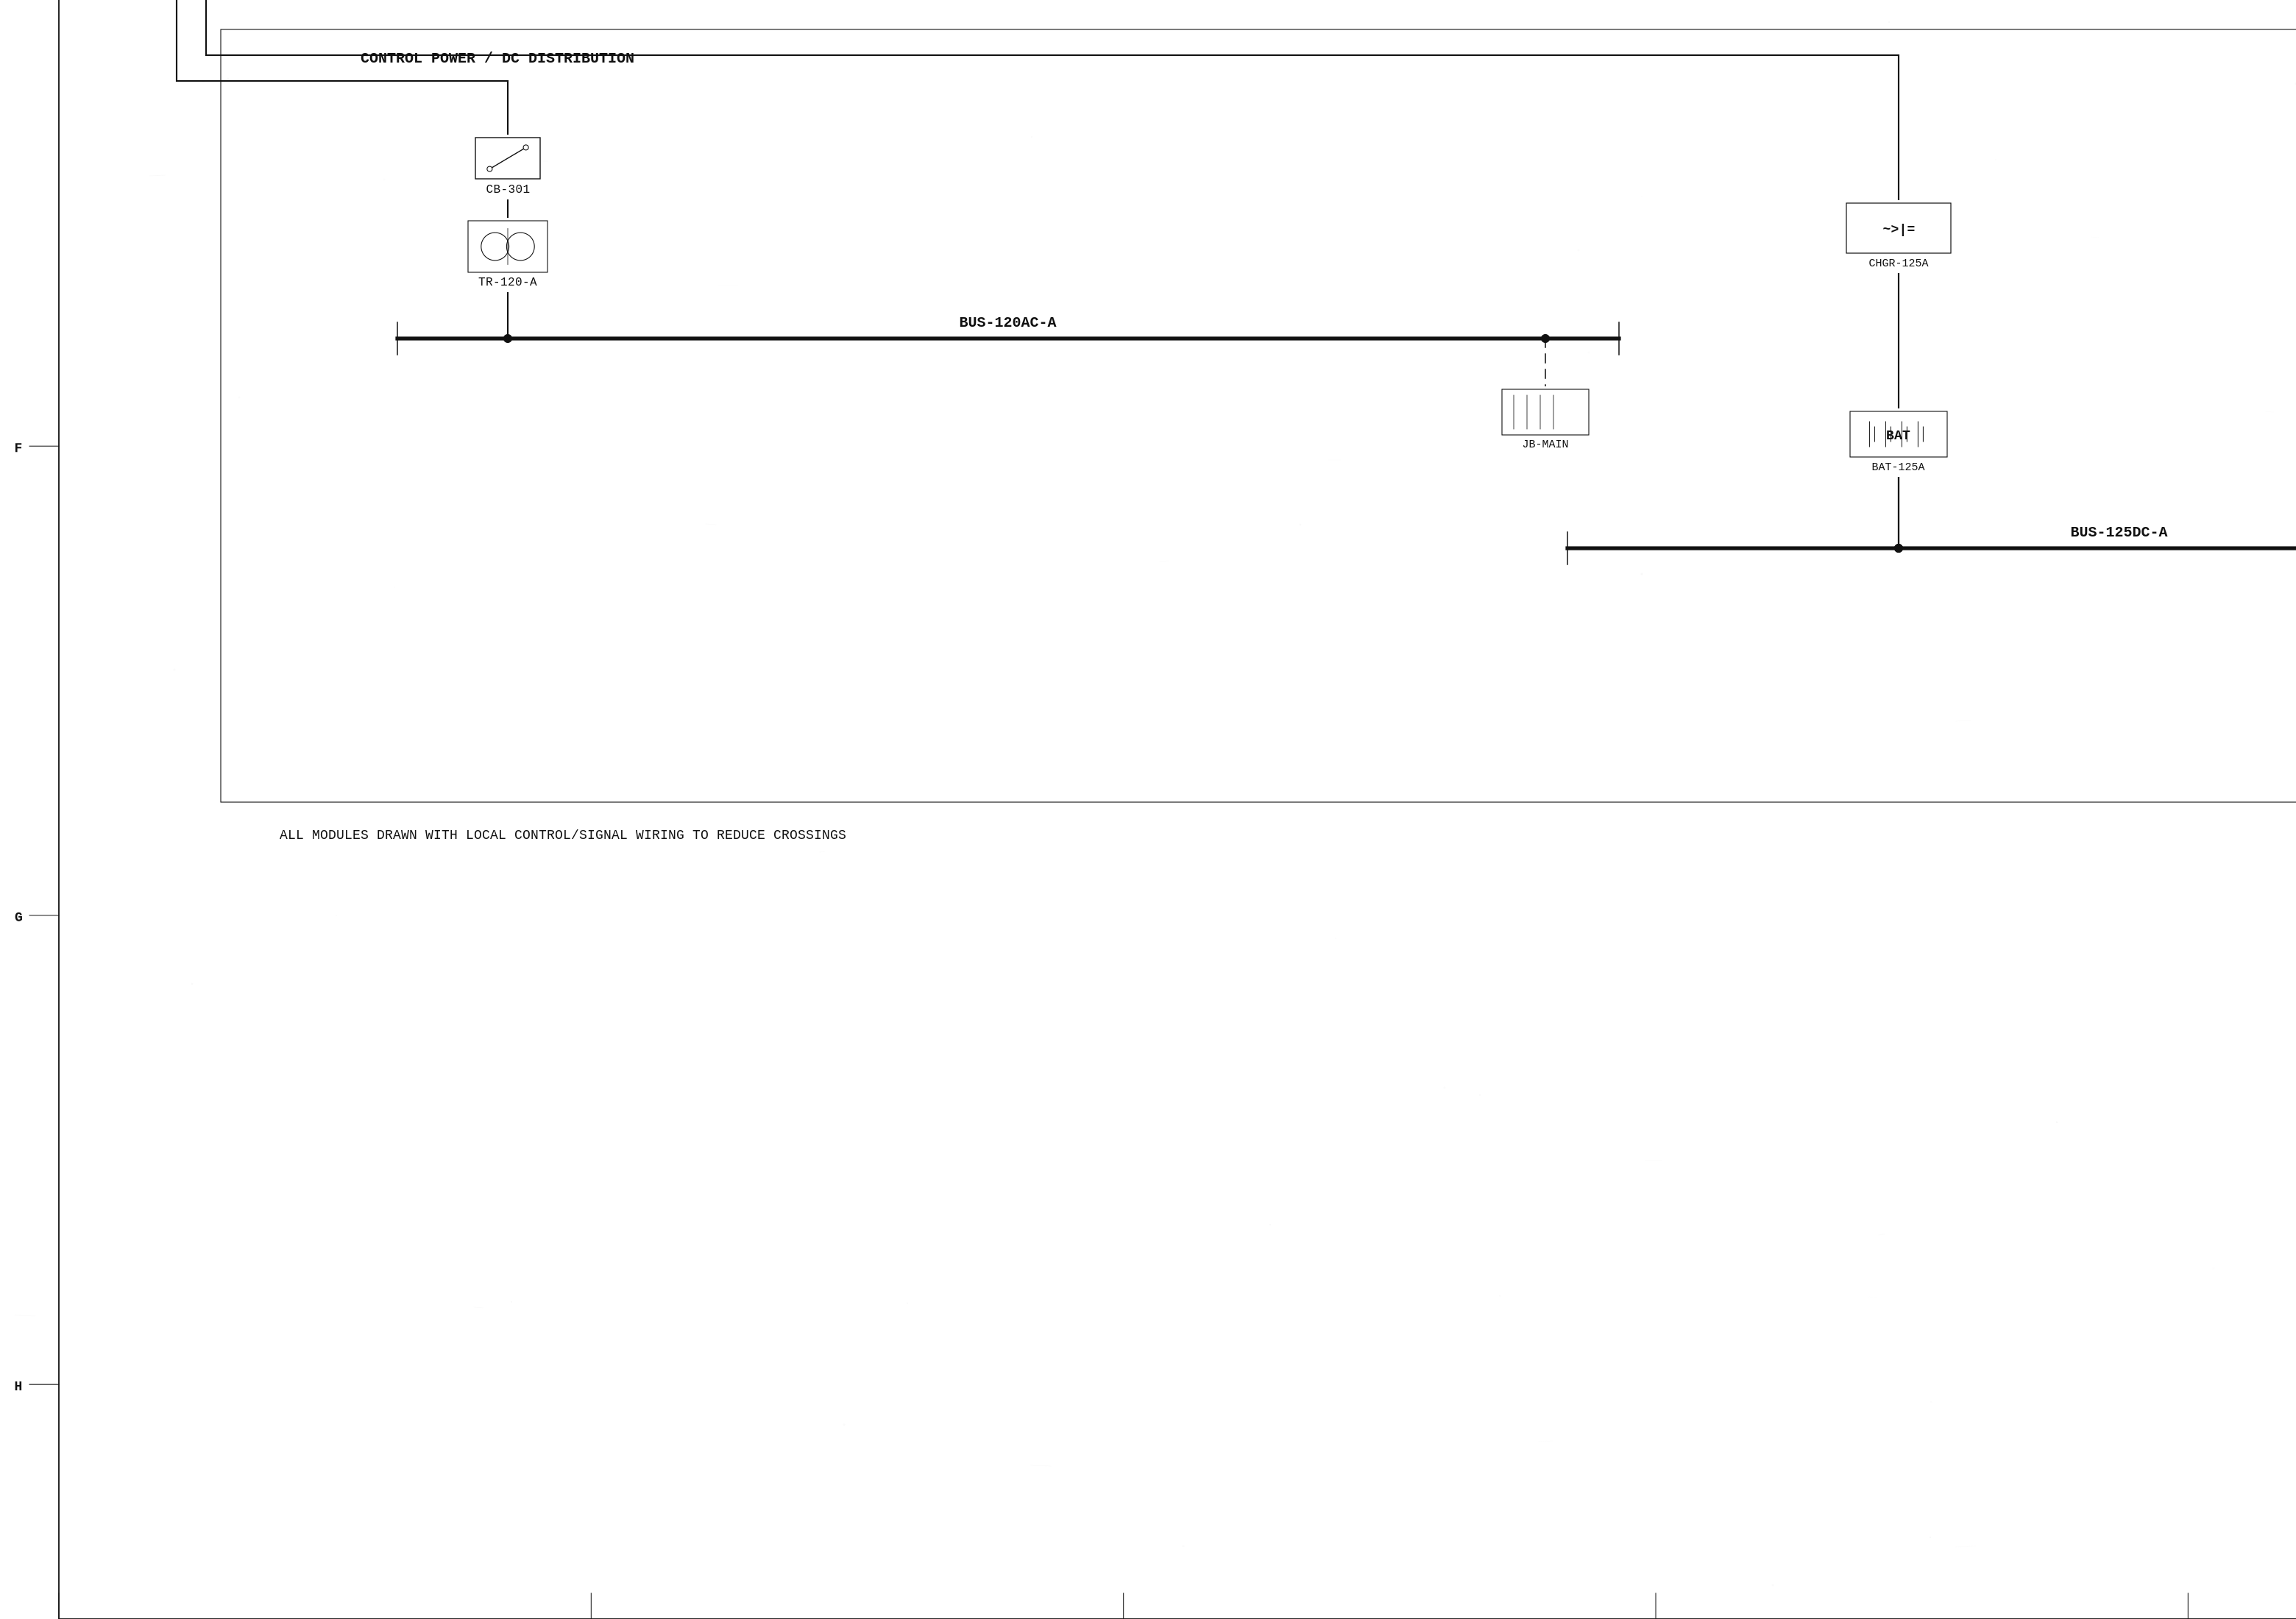 CONTROL POWER / DC DISTRIBUTION
CB-301
~>|=
CHGR-125A
TR-120-A
BUS-120AC-A
JB-MAIN
F
BAT
BAT-125A
BUS-125DC-A
ALL MODULES DRAWN WITH LOCAL CONTROL/SIGNAL WIRING TO REDUCE CROSSINGS
G
H